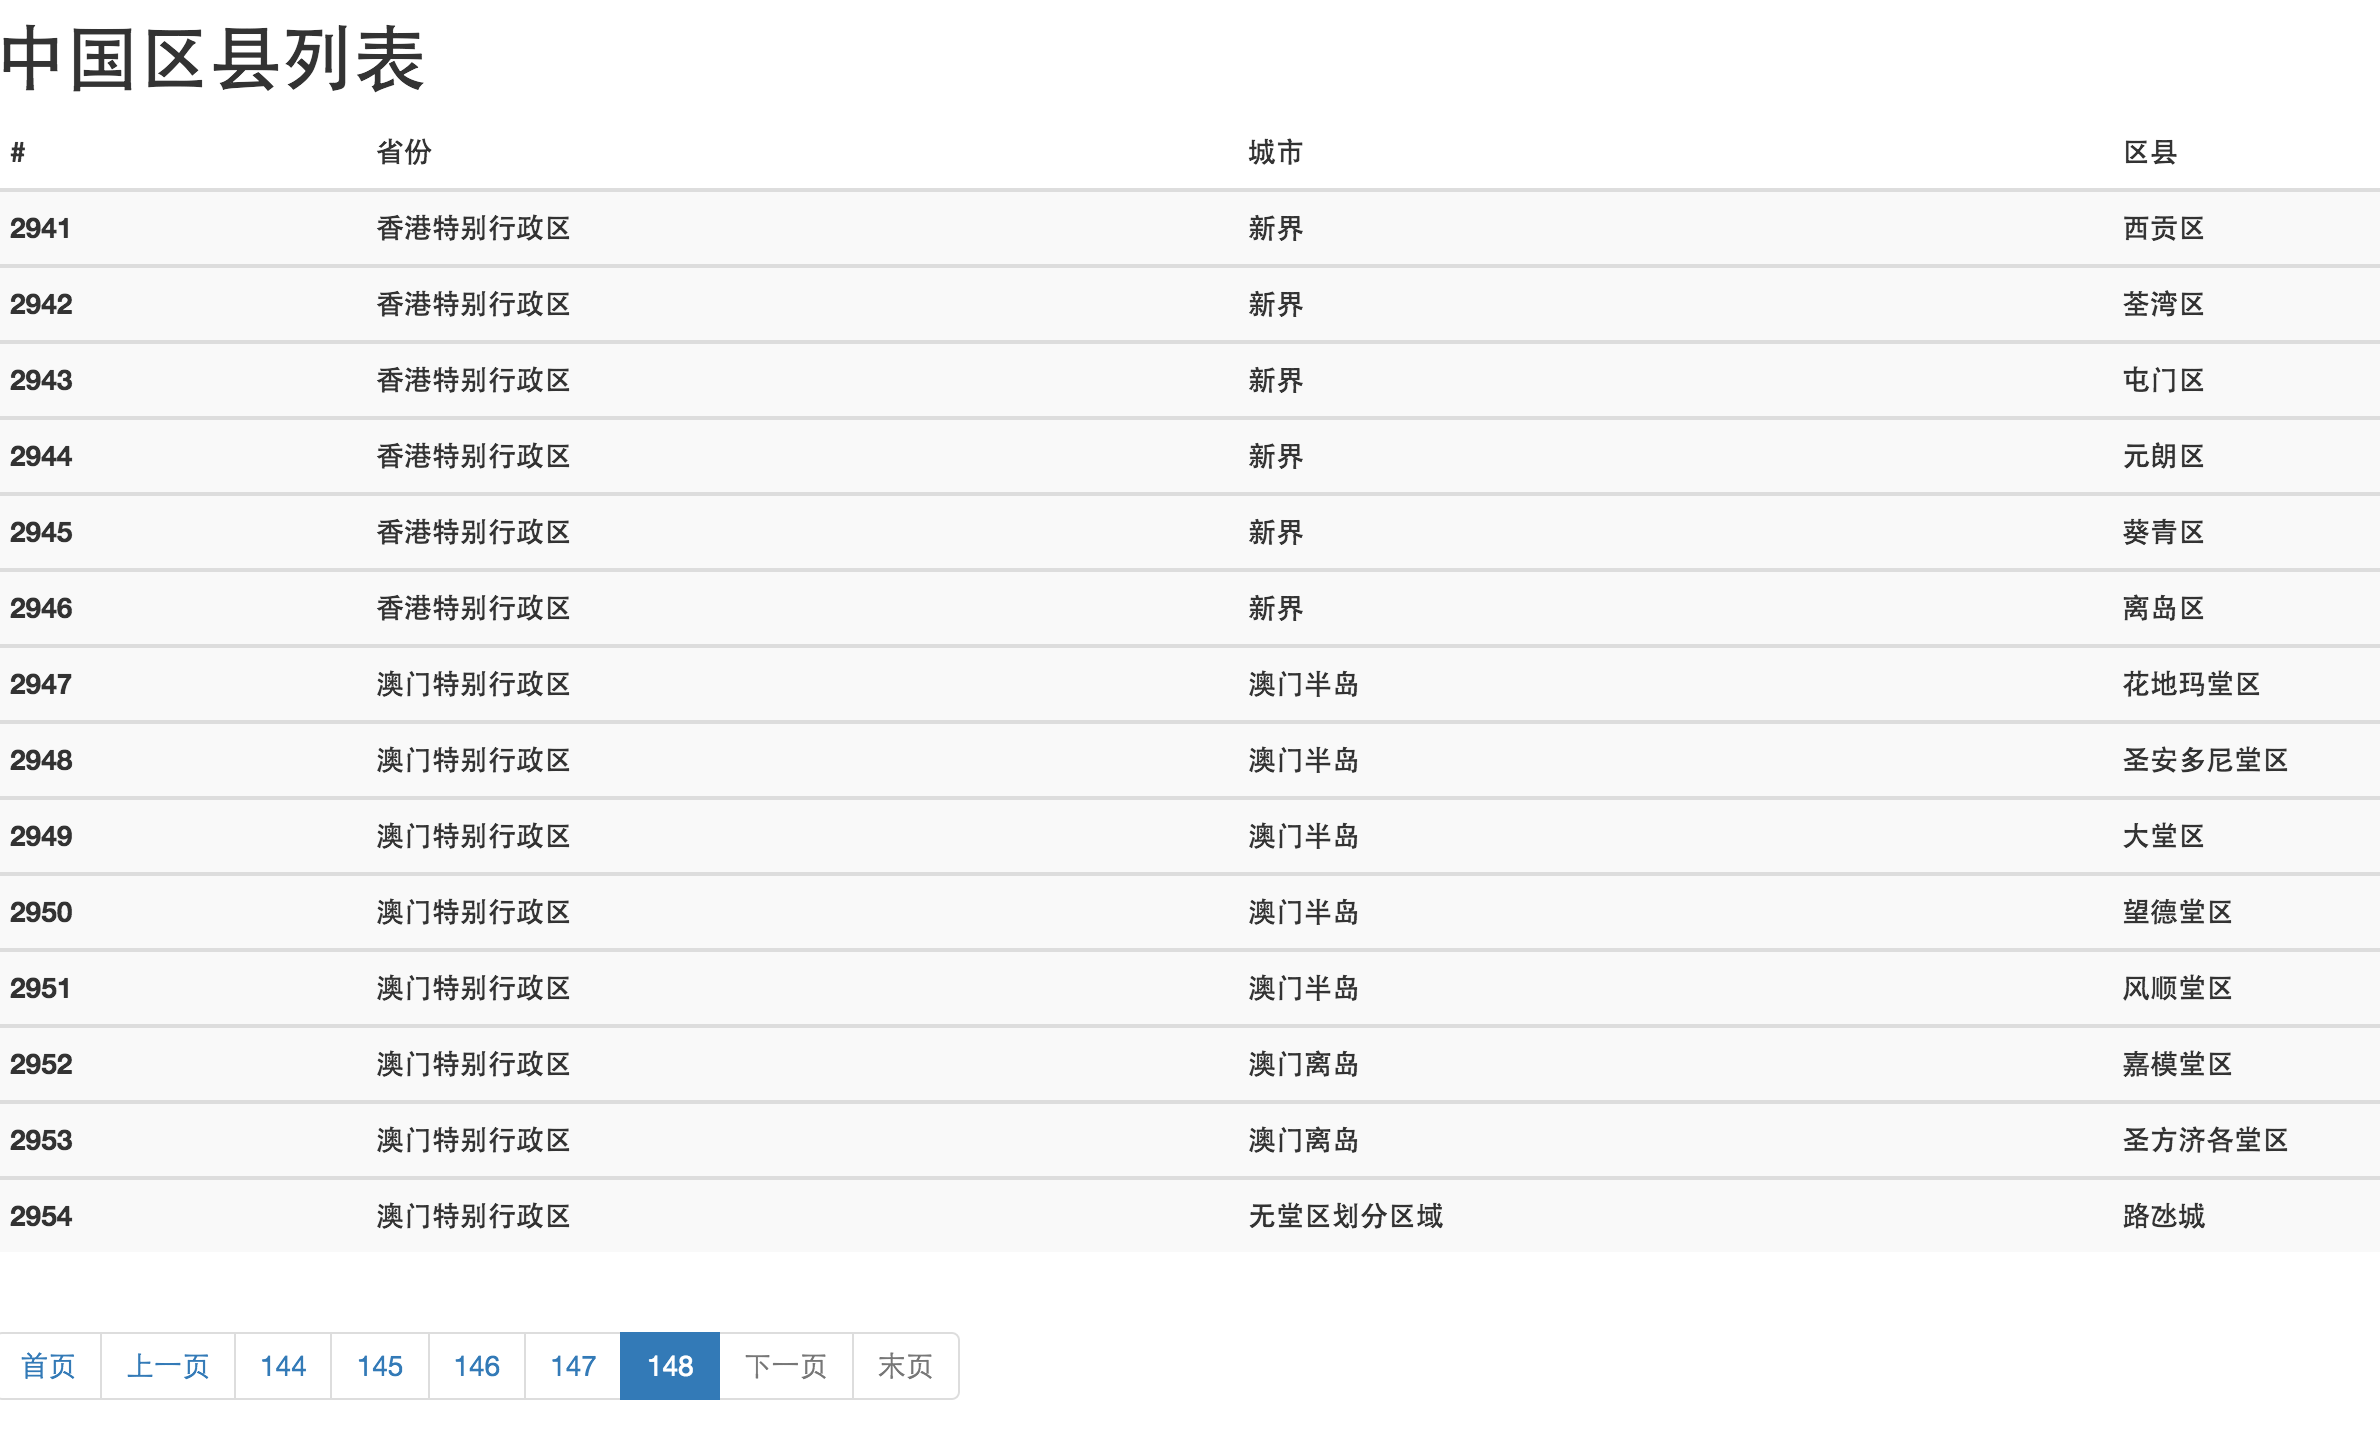 中国区县列表
# 省份 城市 区县
2941 香港特别行政区 新界 西贡区
2942 香港特别行政区 新界 荃湾区
2943 香港特别行政区 新界 屯门区
2944 香港特别行政区 新界 元朗区
2945 香港特别行政区 新界 葵青区
2946 香港特别行政区 新界 离岛区
2947 澳门特别行政区 澳门半岛 花地玛堂区
2948 澳门特别行政区 澳门半岛 圣安多尼堂区
2949 澳门特别行政区 澳门半岛 大堂区
2950 澳门特别行政区 澳门半岛 望德堂区
2951 澳门特别行政区 澳门半岛 风顺堂区
2952 澳门特别行政区 澳门离岛 嘉模堂区
2953 澳门特别行政区 澳门离岛 圣方济各堂区
2954 澳门特别行政区 无堂区划分区域 路氹城
首页 上一页 144 145 146 147 148 下一页 末页